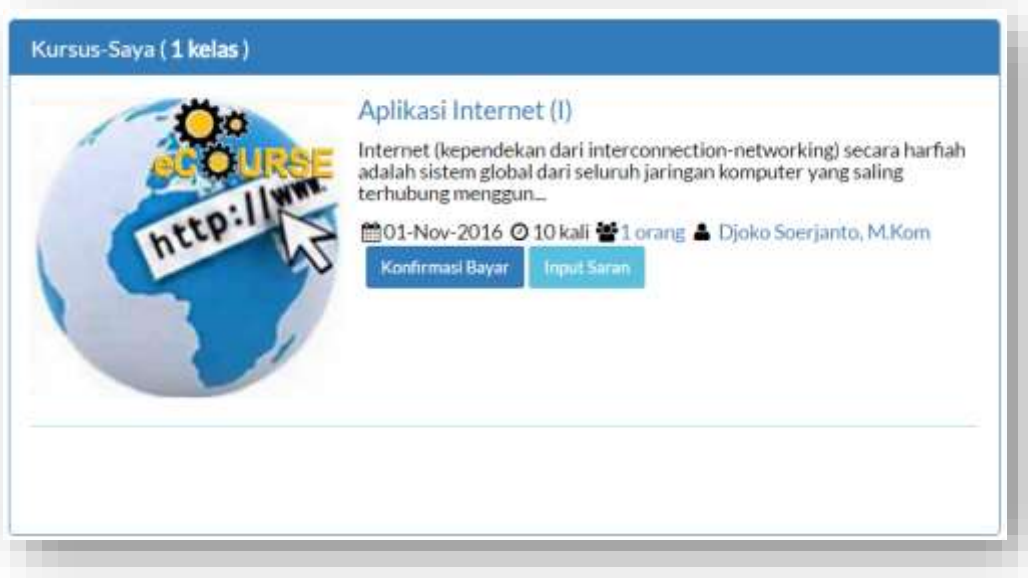 Kursus-Saya ( 1 kelas )
eCOURSE
http://www.
Aplikasi Internet (I)
Internet (kependekan dari interconnection-networking) secara harfiah
adalah sistem global dari seluruh jaringan komputer yang saling
terhubung menggun...
01-Nov-2016 10 kali 1 orang Djoko Soerjanto, M.Kom
Konfirmasi Bayar Input Saran